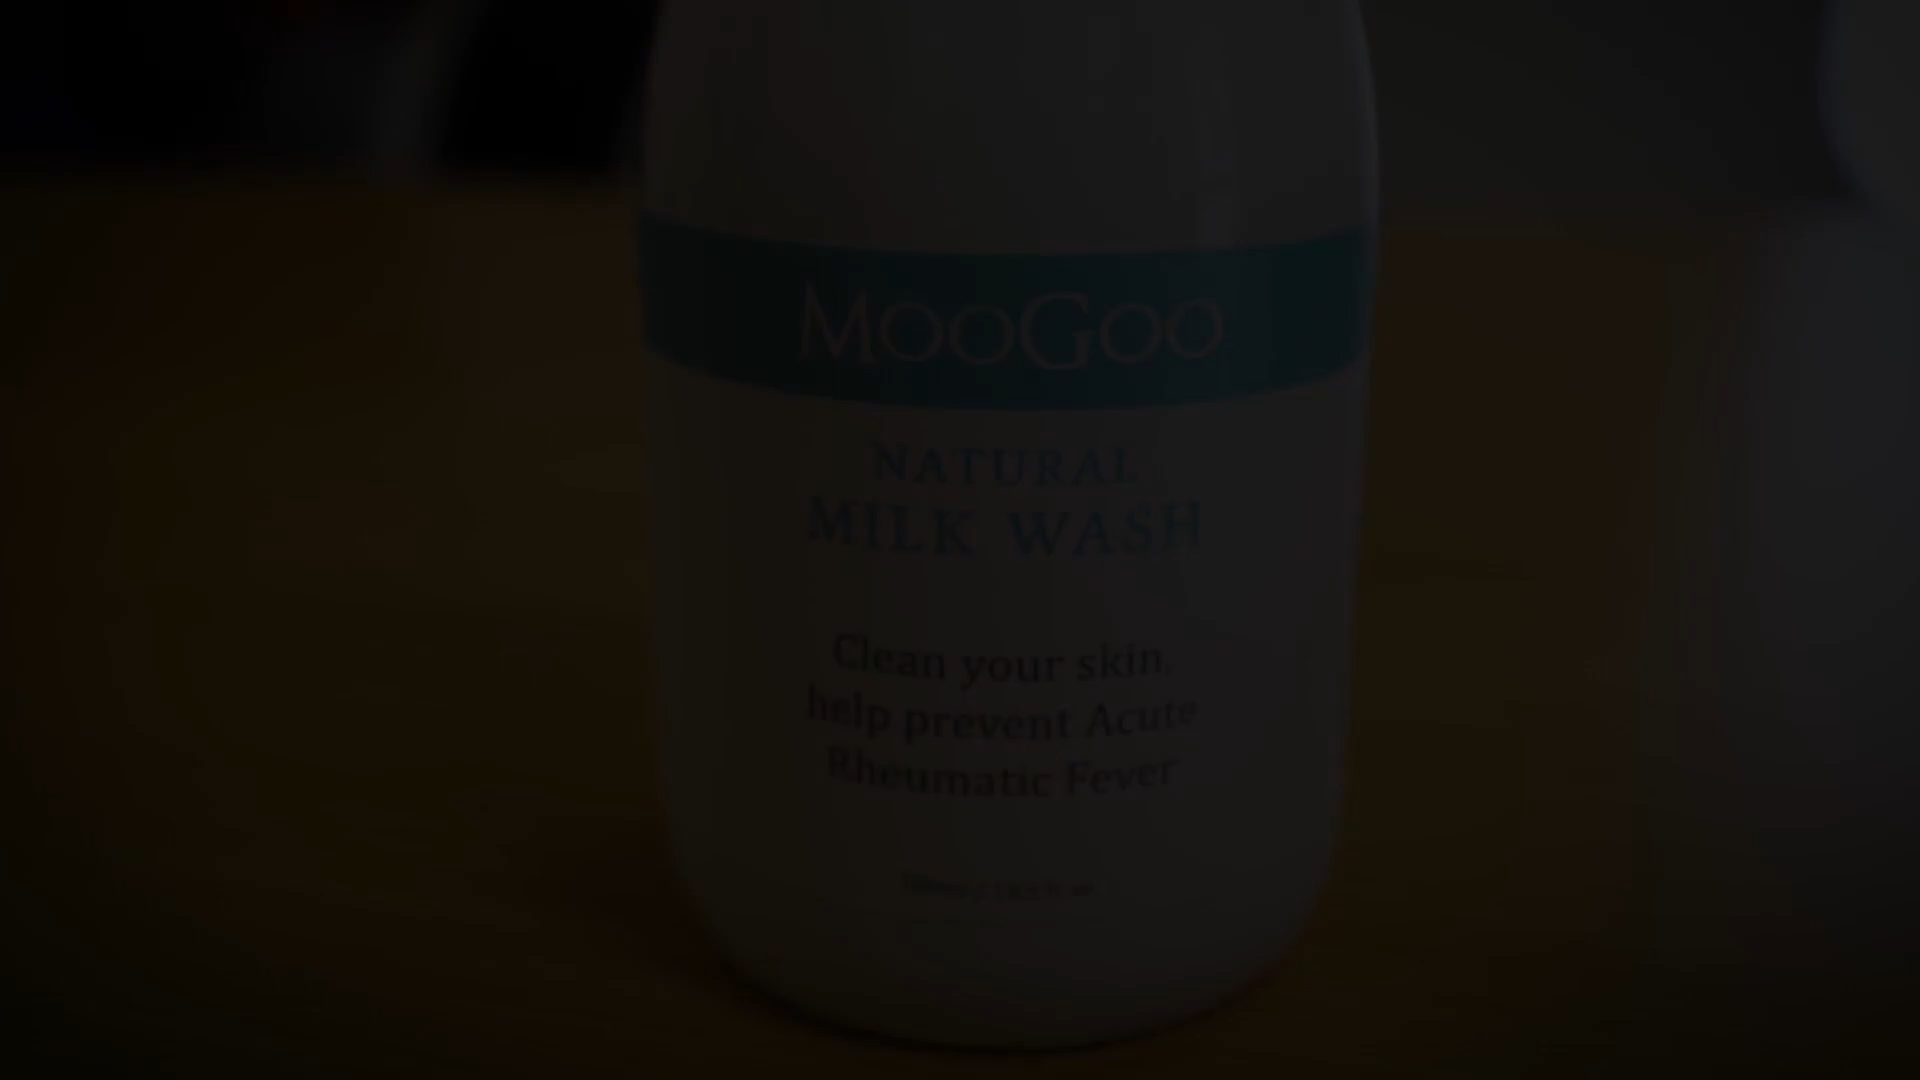 MooGoo
NATURAL
MILK WASH
Clean your skin,
help prevent Acute
Rheumatic Fever